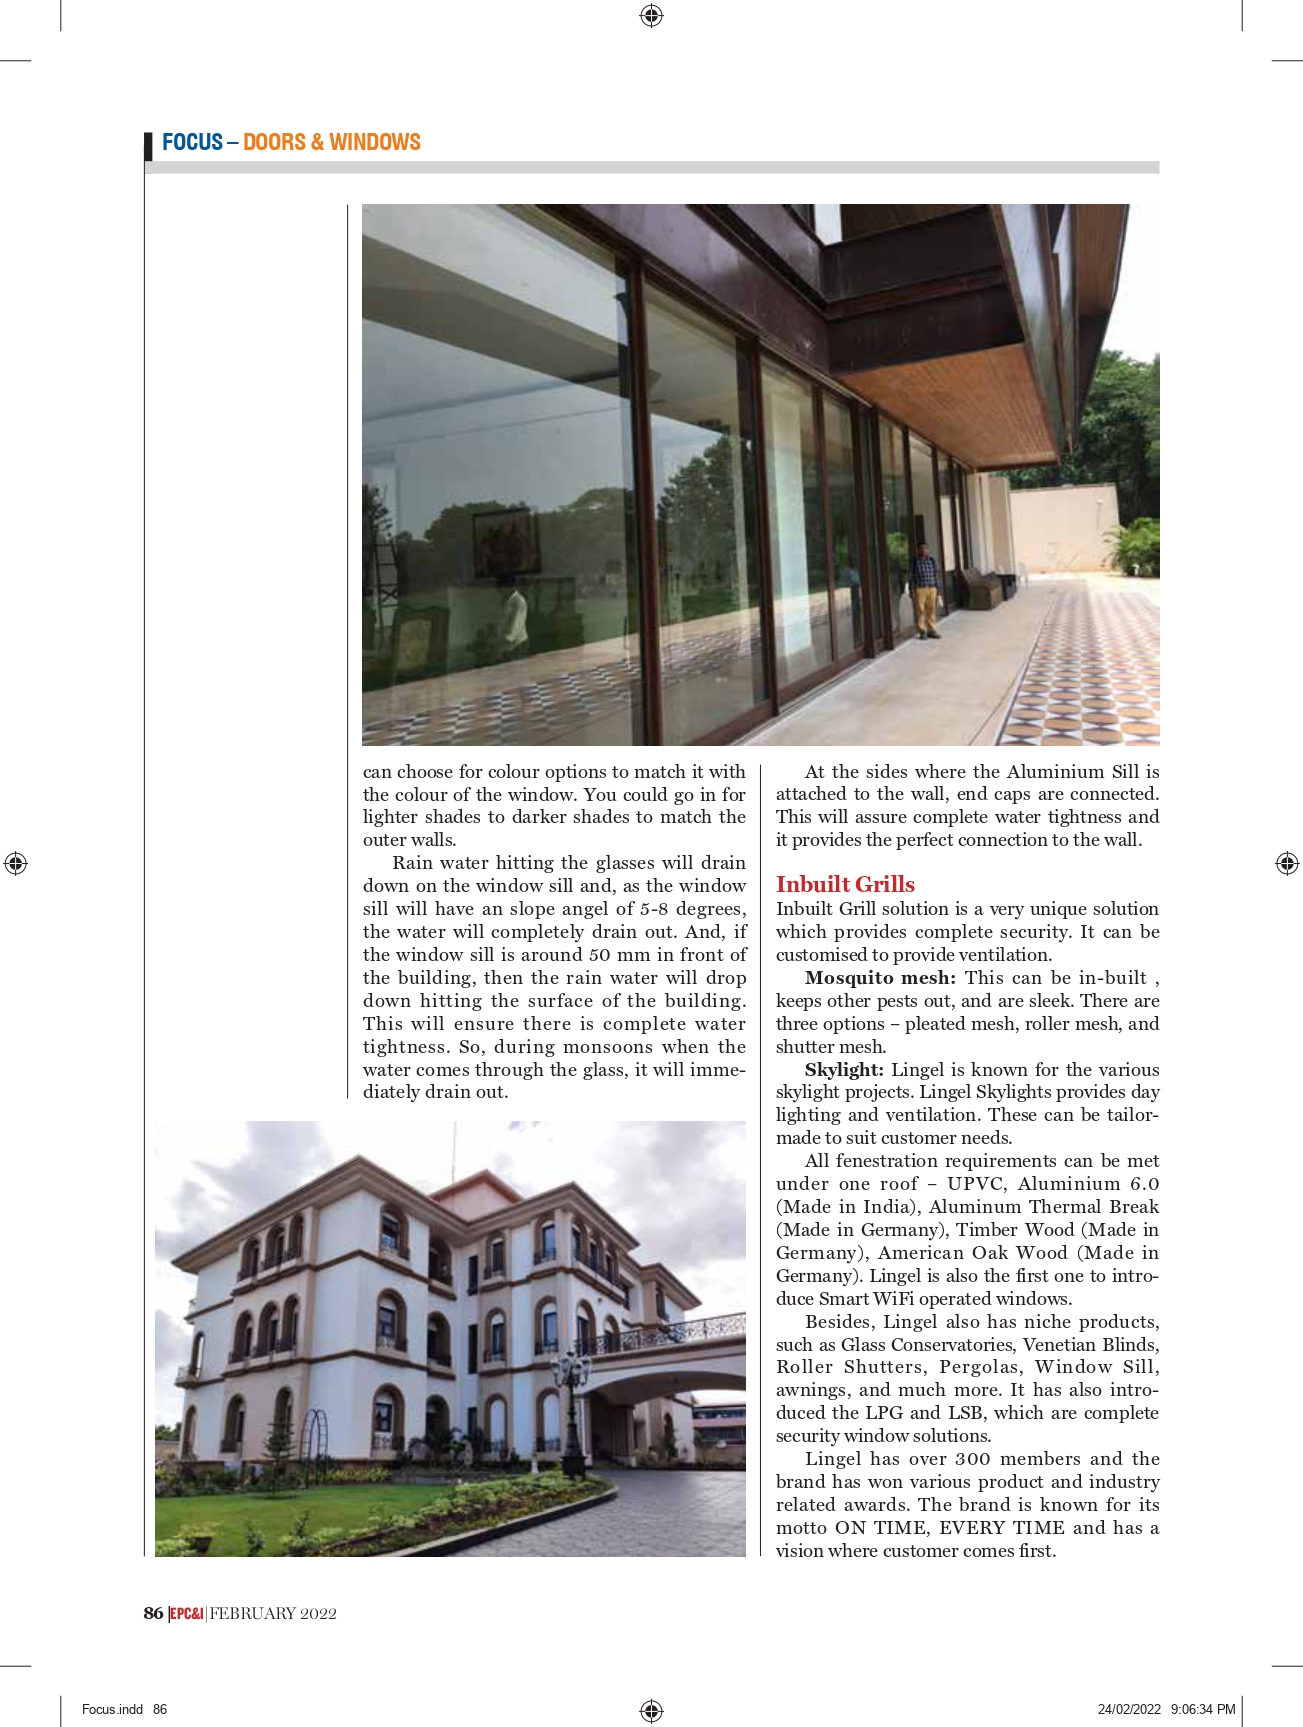 FOCUS – DOORS & WINDOWS
can choose for colour options to match it with
the colour of the window. You could go in for
lighter shades to darker shades to match the
outer walls.
Rain water hitting the glasses will drain
down on the window sill and, as the window
sill will have an slope angel of 5-8 degrees,
the water will completely drain out. And, if
the window sill is around 50 mm in front of
the building, then the rain water will drop
down hitting the surface of the building.
This will ensure there is complete water
tightness. So, during monsoons when the
water comes through the glass, it will imme-
diately drain out.
At the sides where the Aluminium Sill is
attached to the wall, end caps are connected.
This will assure complete water tightness and
it provides the perfect connection to the wall.
Inbuilt Grills
Inbuilt Grill solution is a very unique solution
which provides complete security. It can be
customised to provide ventilation.
Mosquito mesh: This can be in-built ,
keeps other pests out, and are sleek. There are
three options – pleated mesh, roller mesh, and
shutter mesh.
Skylight: Lingel is known for the various
skylight projects. Lingel Skylights provides day
lighting and ventilation. These can be tailor-
made to suit customer needs.
All fenestration requirements can be met
under one roof – UPVC, Aluminium 6.0
(Made in India), Aluminum Thermal Break
(Made in Germany), Timber Wood (Made in
Germany), American Oak Wood (Made in
Germany). Lingel is also the first one to intro-
duce Smart WiFi operated windows.
Besides, Lingel also has niche products,
such as Glass Conservatories, Venetian Blinds,
Roller Shutters, Pergolas, Window Sill,
awnings, and much more. It has also intro-
duced the LPG and LSB, which are complete
security window solutions.
Lingel has over 300 members and the
brand has won various product and industry
related awards. The brand is known for its
motto ON TIME, EVERY TIME and has a
vision where customer comes first.
86 |EPC&I|FEBRUARY 2022
Focus.indd 86
24/02/2022 9:06:34 PM